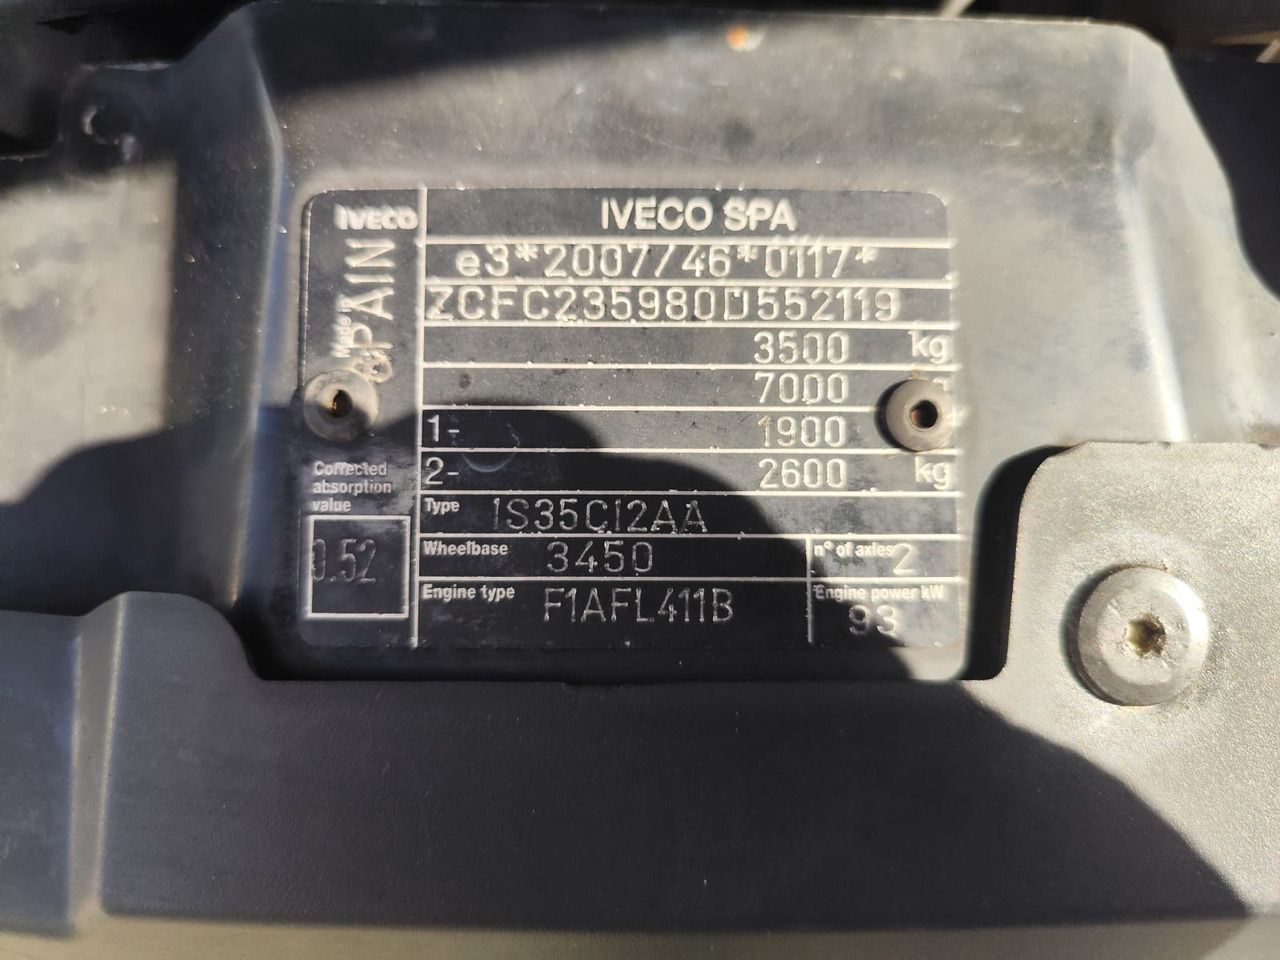 IVECO
IVECO SPA
Made in
SPAIN
e3*2007/46*0117*
ZCFC235980D552119
3500 kg
7000
1- 1900
2- 2600 kg
Corrected
absorption
value
0.52
Type IS35CI2AA
Wheelbase 3450 n° of axles 2
Engine type F1AFL411B Engine power kW
93